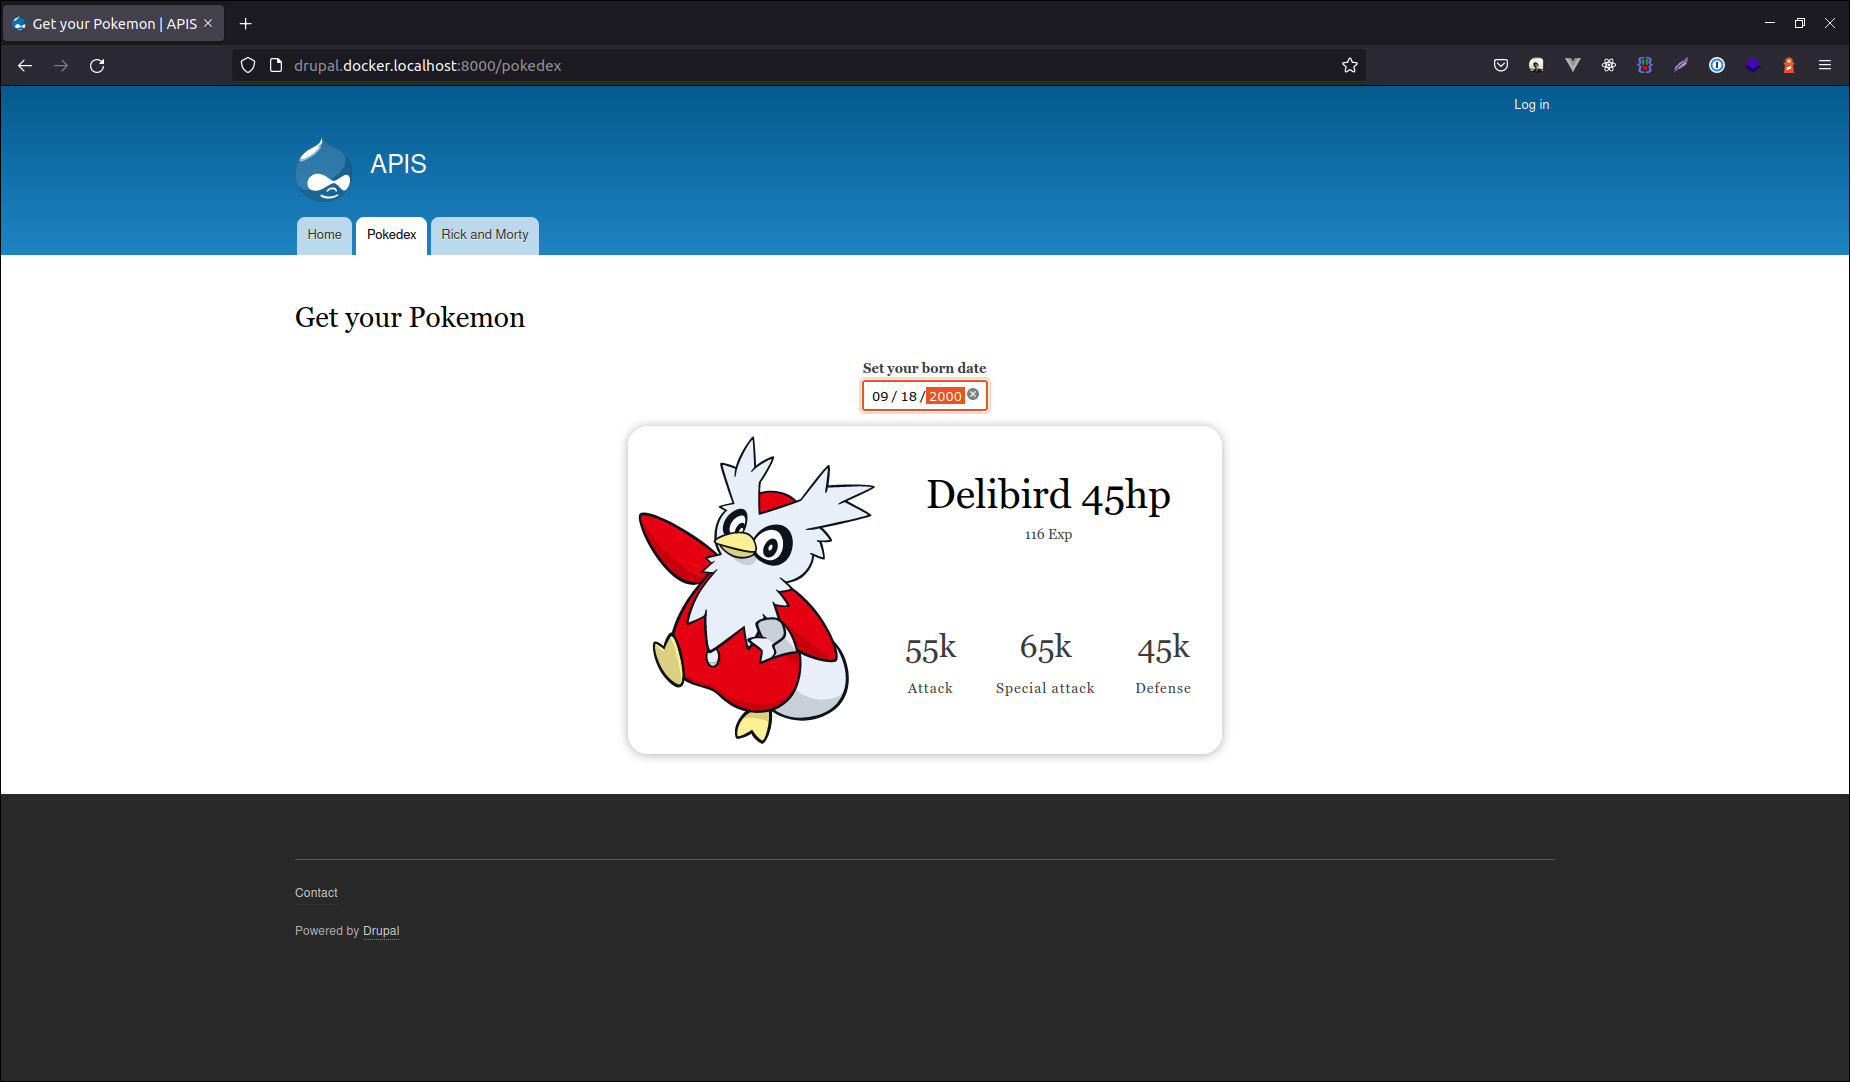 Get your Pokemon | APIS
drupal.docker.localhost:8000/pokedex
Log in
APIS
Home
Pokedex
Rick and Morty
Get your Pokemon
Set your born date
09 / 18 / 2000
Delibird 45hp
116 Exp
55k
65k
45k
Attack
Special attack
Defense
Contact
Powered by Drupal